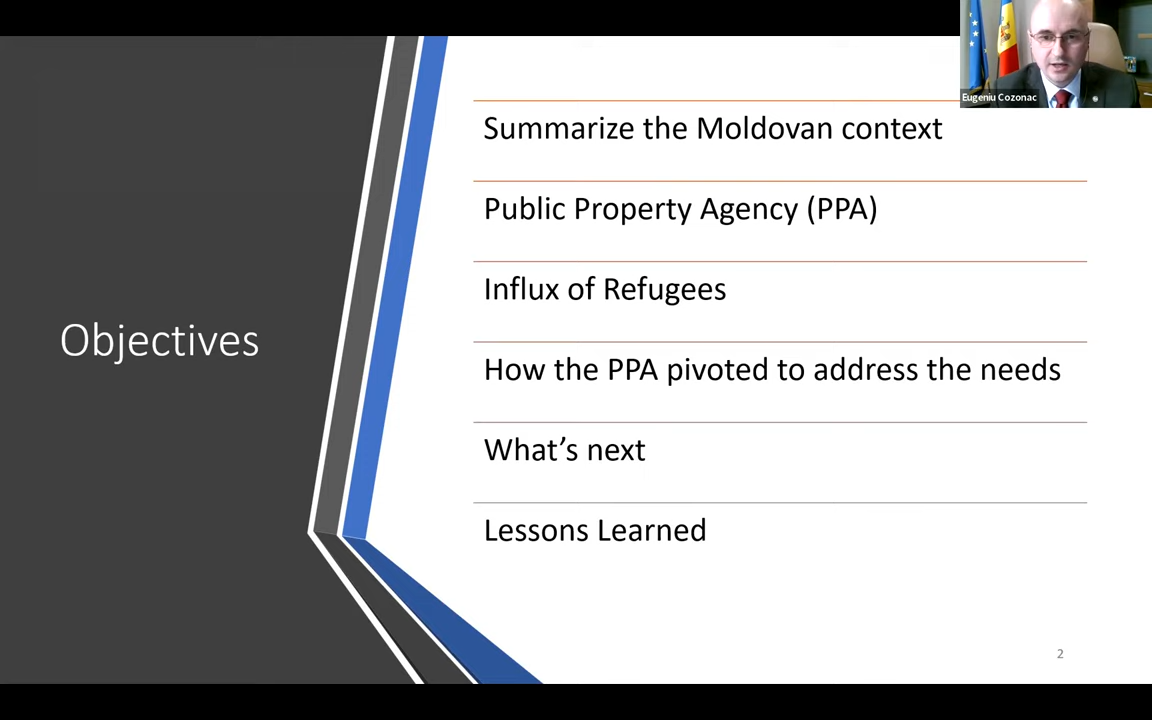 Eugeniu Cozonac
Objectives
Summarize the Moldovan context
Public Property Agency (PPA)
Influx of Refugees
How the PPA pivoted to address the needs
What’s next
Lessons Learned
2